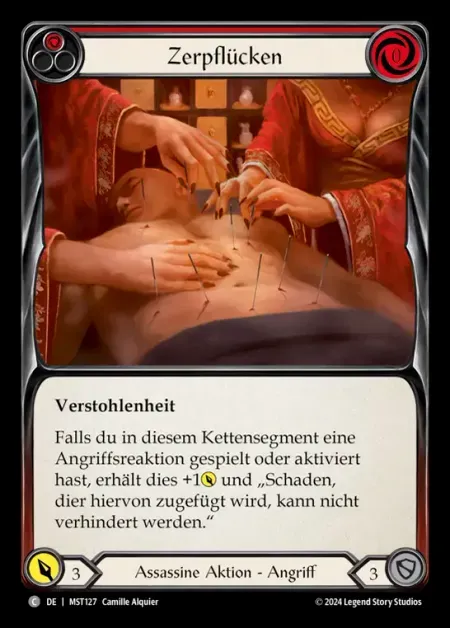 Zerpflücken
0
Verstohlenheit
Falls du in diesem Kettensegment eine
Angriffsreaktion gespielt oder aktiviert
hast, erhält dies +1 und „Schaden,
dier hiervon zugefügt wird, kann nicht
verhindert werden.“
3 Assassine Aktion - Angriff 3
C DE | MST127 Camille Alquier © 2024 Legend Story Studios